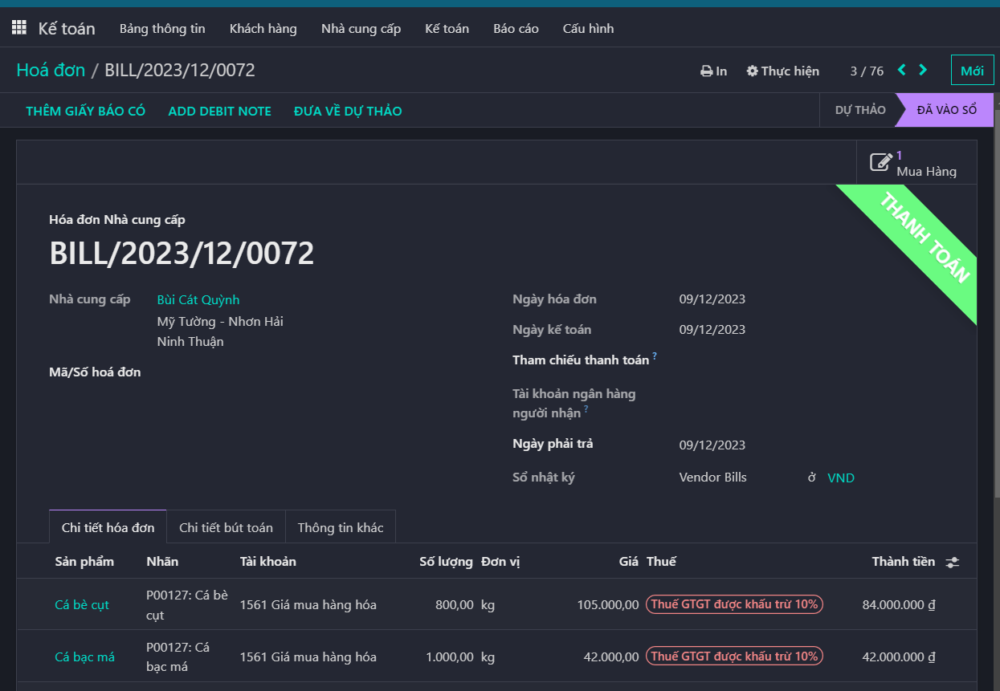 Kế toán Bảng thông tin Khách hàng Nhà cung cấp Kế toán Báo cáo Cấu hình
Hoá đơn / BILL/2023/12/0072 In Thực hiện 3 / 76 Mới
THÊM GIẤY BÁO CÓ ADD DEBIT NOTE ĐƯA VỀ DỰ THẢO DỰ THẢO ĐÃ VÀO SỔ
1
Mua Hàng
THANH TOÁN
Hóa đơn Nhà cung cấp
BILL/2023/12/0072
Nhà cung cấp Bùi Cát Quỳnh
Mỹ Tường - Nhơn Hải
Ninh Thuận
Mã/Số hoá đơn
Ngày hóa đơn 09/12/2023
Ngày kế toán 09/12/2023
Tham chiếu thanh toán ?
Tài khoản ngân hàng
người nhận ?
Ngày phải trả 09/12/2023
Sổ nhật ký Vendor Bills ở VND
Chi tiết hóa đơn Chi tiết bút toán Thông tin khác
Sản phẩm Nhãn Tài khoản Số lượng Đơn vị Giá Thuế Thành tiền
Cá bè cụt P00127: Cá bè
cụt 1561 Giá mua hàng hóa 800,00 kg 105.000,00 Thuế GTGT được khấu trừ 10% 84.000.000 ₫
Cá bạc má P00127: Cá
bạc má 1561 Giá mua hàng hóa 1.000,00 kg 42.000,00 Thuế GTGT được khấu trừ 10% 42.000.000 ₫